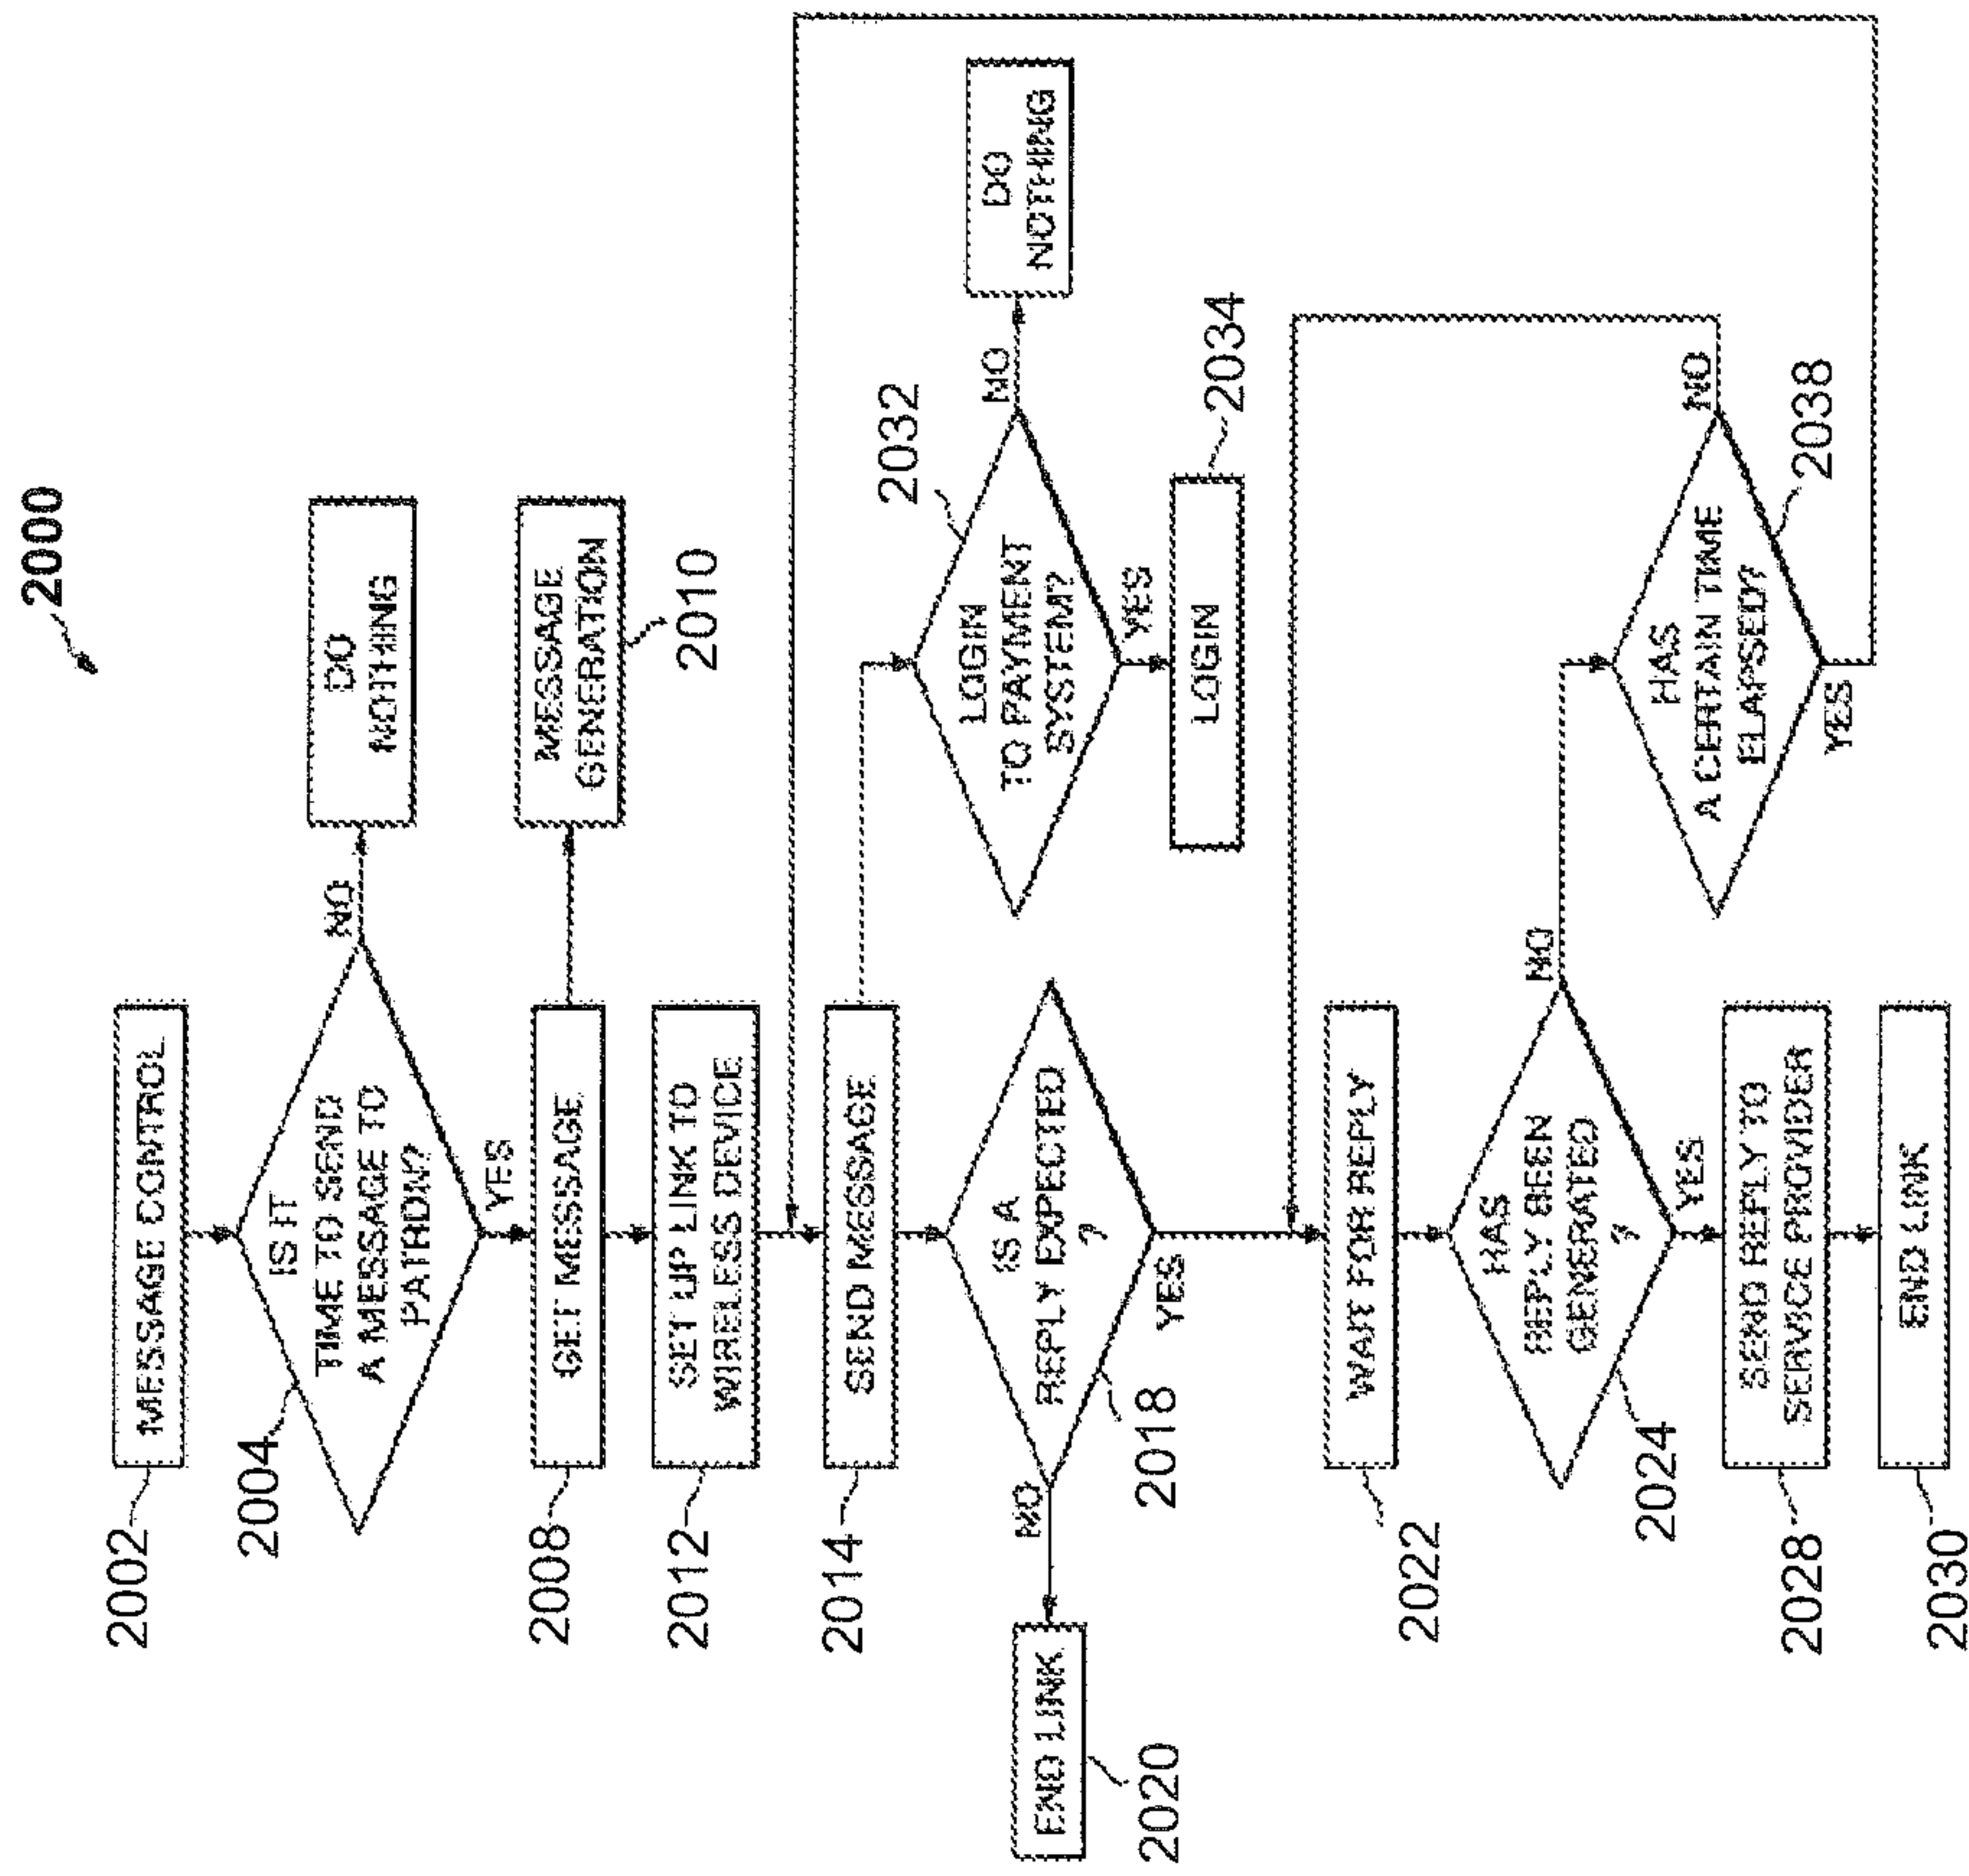 2000
2002
MESSAGE CONTROL
2004
IS IT
TIME TO SEND
A MESSAGE TO
PATRON?
NO
DO
NOTHING
YES
2008
GET MESSAGE
MESSAGE
GENERATION
2010
2012
SET UP LINK TO
WIRELESS DEVICE
2014
SEND MESSAGE
2032
LOGIN
TO PAYMENT
SYSTEM?
NO
DO
NOTHING
YES
LOGIN
2034
IS A
REPLY EXPECTED
?
2018
NO
END LINK
2020
YES
2022
WAIT FOR REPLY
HAS
REPLY BEEN
GENERATED
?
2024
NO
HAS
A CERTAIN TIME
ELAPSED?
NO
2038
YES
YES
2028
SEND REPLY TO
SERVICE PROVIDER
2030
END LINK